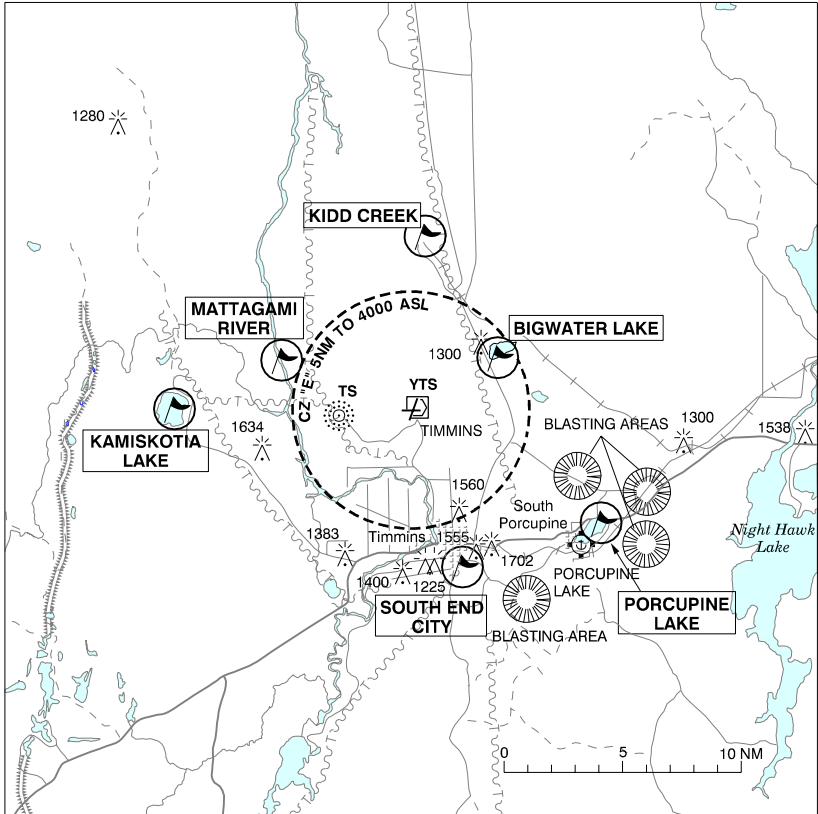 1280
KIDD CREEK
MATTAGAMI
RIVER
CZ "E" 5NM TO 4000 ASL
BIGWATER LAKE
1300
TS
YTS
TIMMINS
KAMISKOTIA
LAKE
1634
BLASTING AREAS
1300
1538
1560
South
Porcupine
1383
Timmins
1555
1702
Night Hawk
Lake
1400
1225
PORCUPINE
LAKE
SOUTH END
CITY
PORCUPINE
LAKE
BLASTING AREA
0 5 10 NM